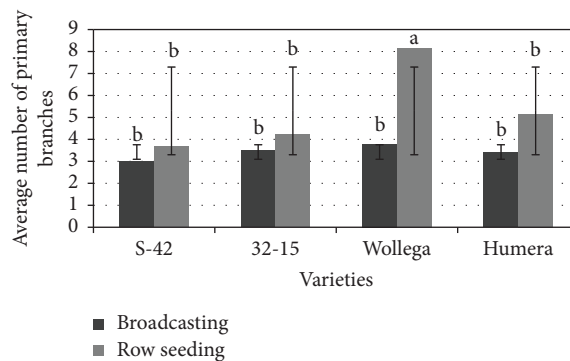 Average number of primary
branches
9
8
7
6
5
4
3
2
1
0
b b b b b a b b
S-42 32-15 Wollega Humera
Varieties
Broadcasting
Row seeding